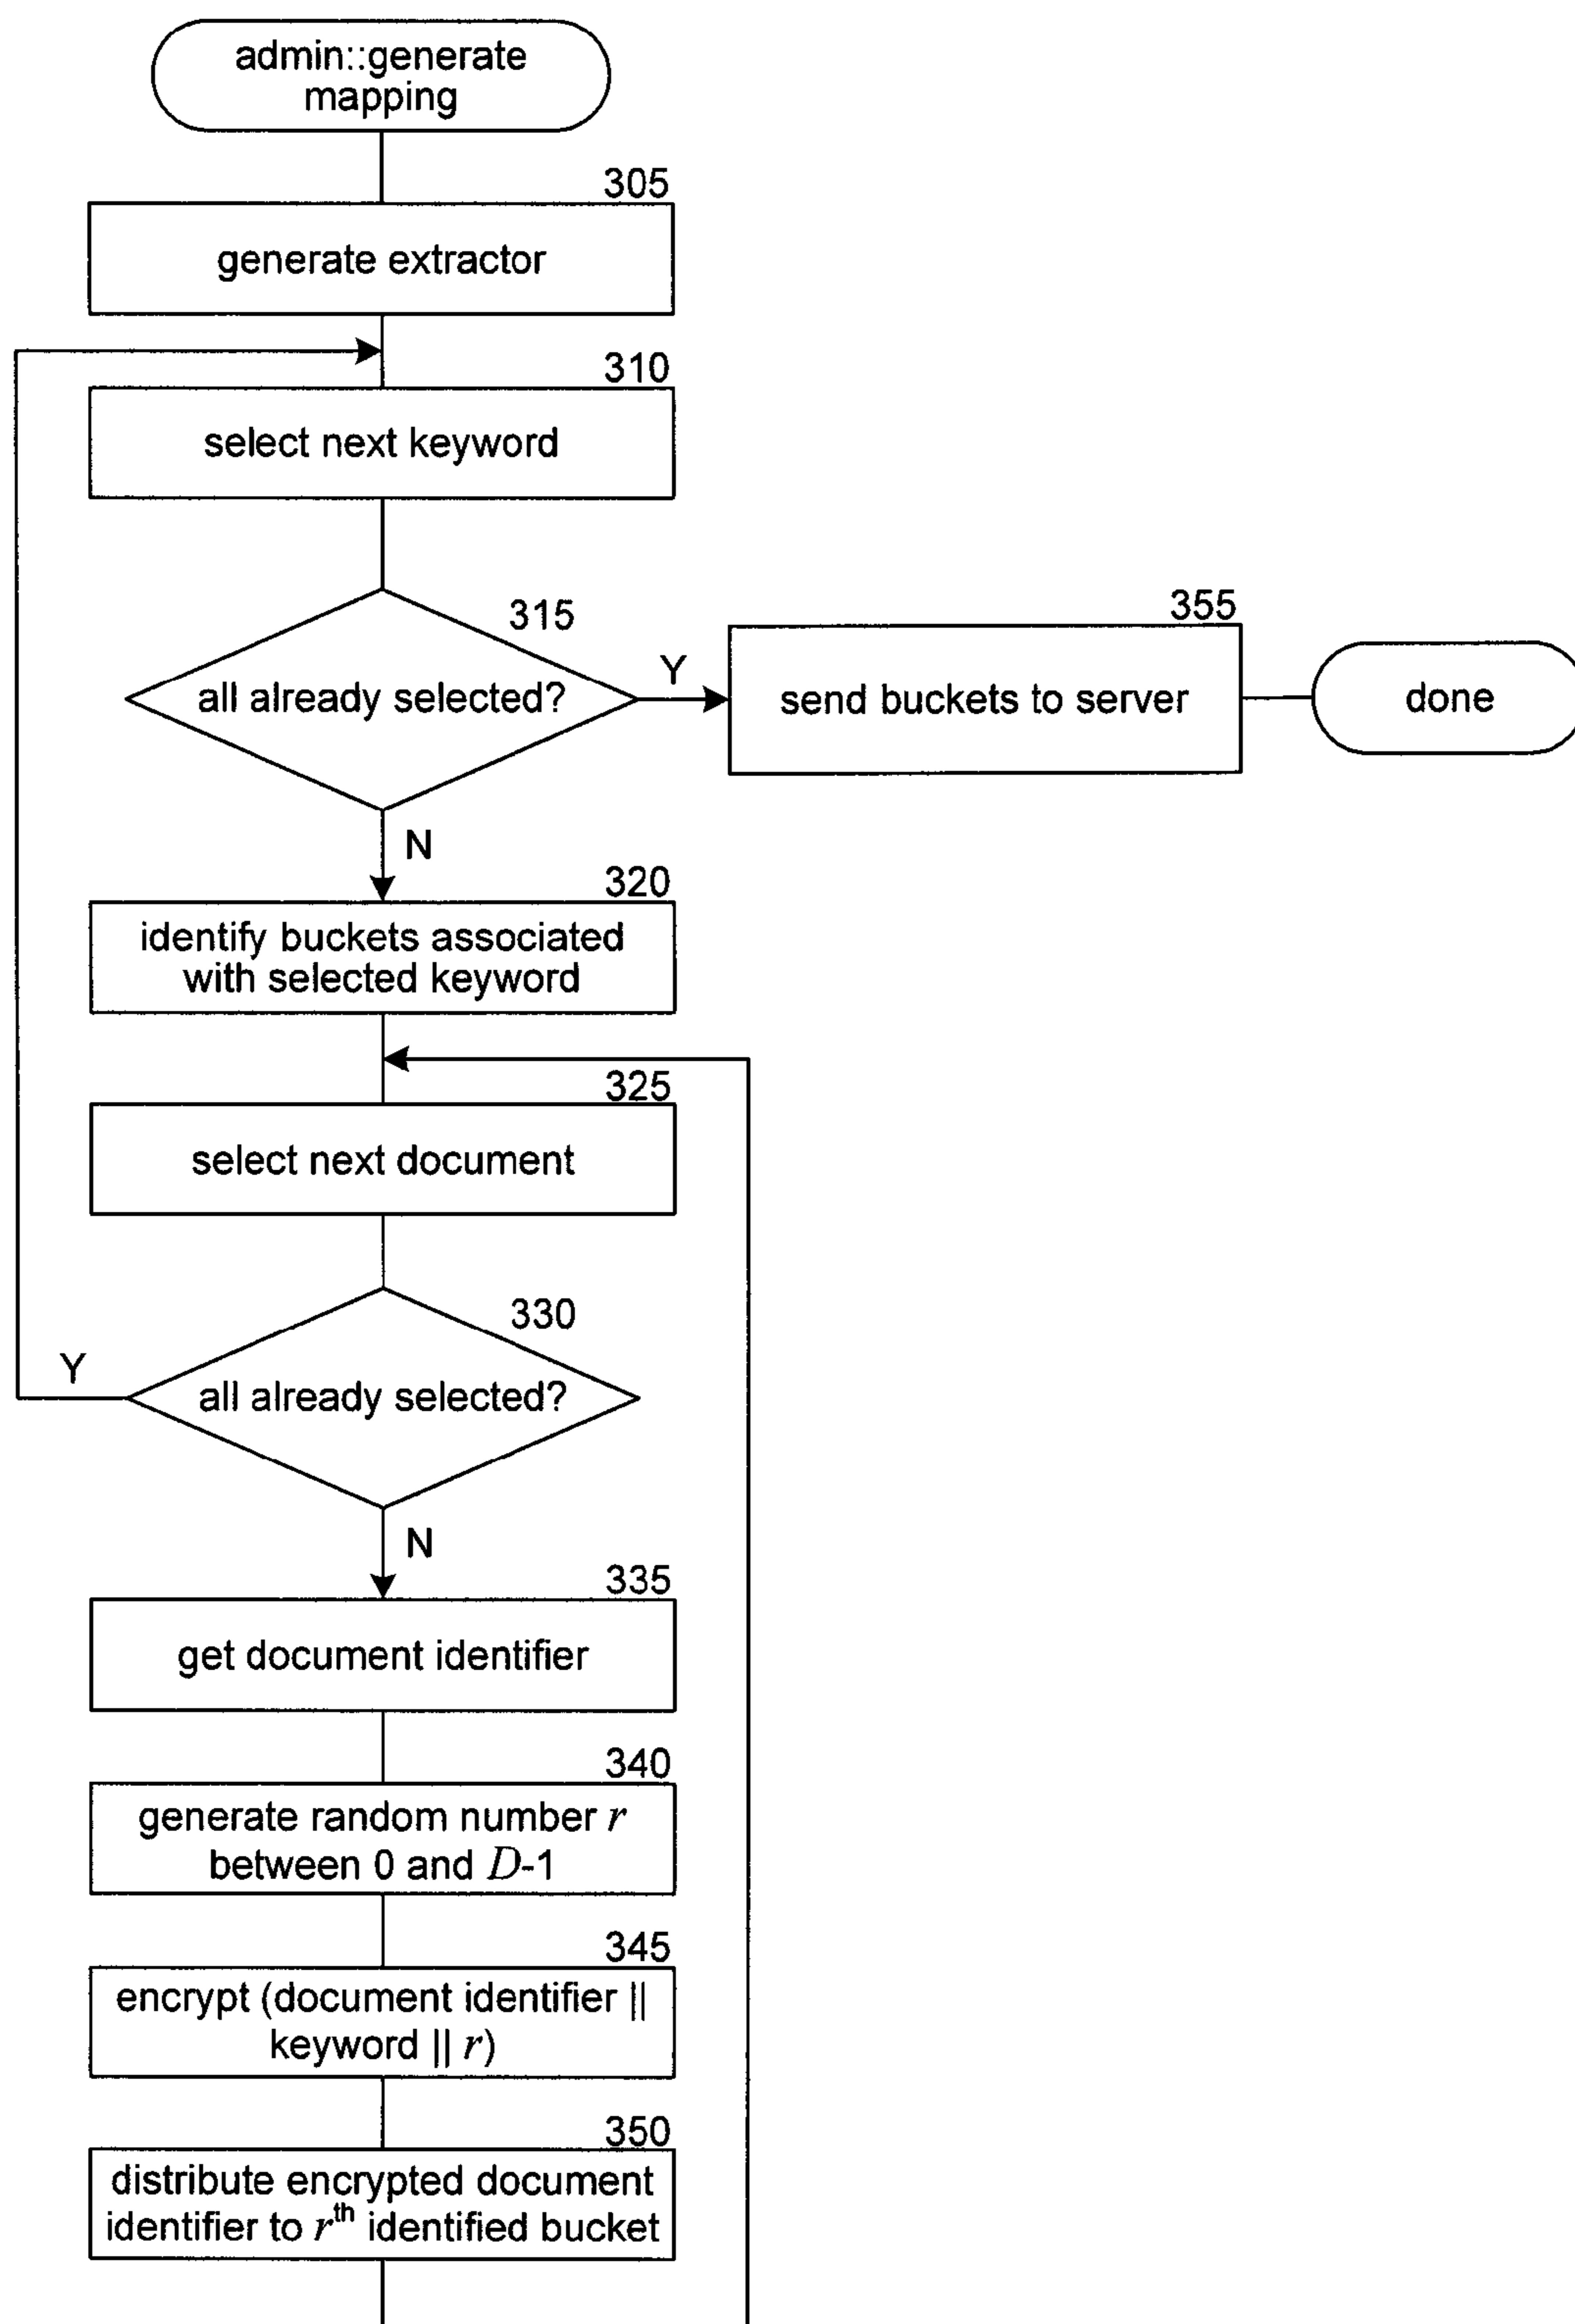 admin::generate
mapping
305
generate extractor
310
select next keyword
315
all already selected?
Y
355
send buckets to server
done
N
320
identify buckets associated
with selected keyword
325
select next document
330
all already selected?
Y
N
335
get document identifier
340
generate random number r
between 0 and D-1
345
encrypt (document identifier ||
keyword || r)
350
distribute encrypted document
identifier to rth identified bucket